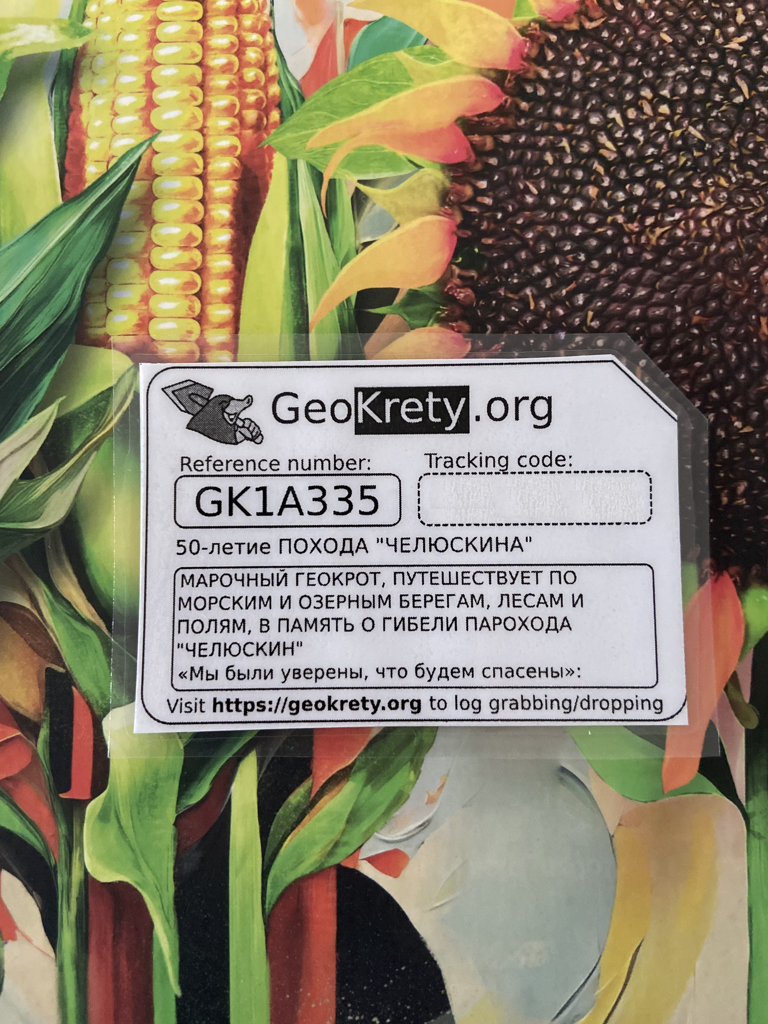 GeoKrety.org
Reference number: Tracking code:
GK1A335
50-летие ПОХОДА "ЧЕЛЮСКИНА"
МАРОЧНЫЙ ГЕОКРОТ, ПУТЕШЕСТВУЕТ ПО
МОРСКИМ И ОЗЕРНЫМ БЕРЕГАМ, ЛЕСАМ И
ПОЛЯМ, В ПАМЯТЬ О ГИБЕЛИ ПАРОХОДА
"ЧЕЛЮСКИН"
«Мы были уверены, что будем спасены»:
Visit https://geokrety.org to log grabbing/dropping